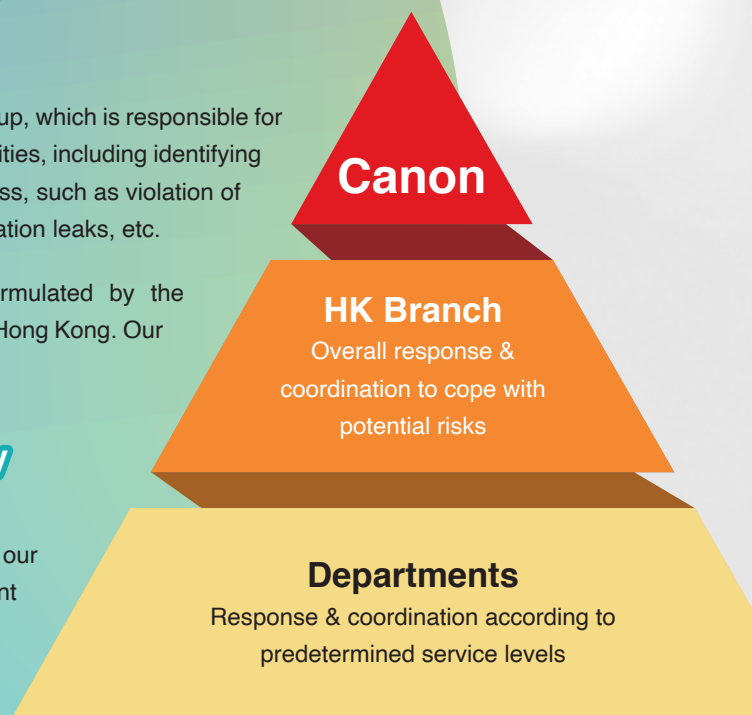 up, which is responsible for
ities, including identifying
ss, such as violation of
ation leaks, etc.
rmulated by the
Hong Kong. Our
our
nt
Canon
HK Branch
Overall response &
coordination to cope with
potential risks
Departments
Response & coordination according to
predetermined service levels